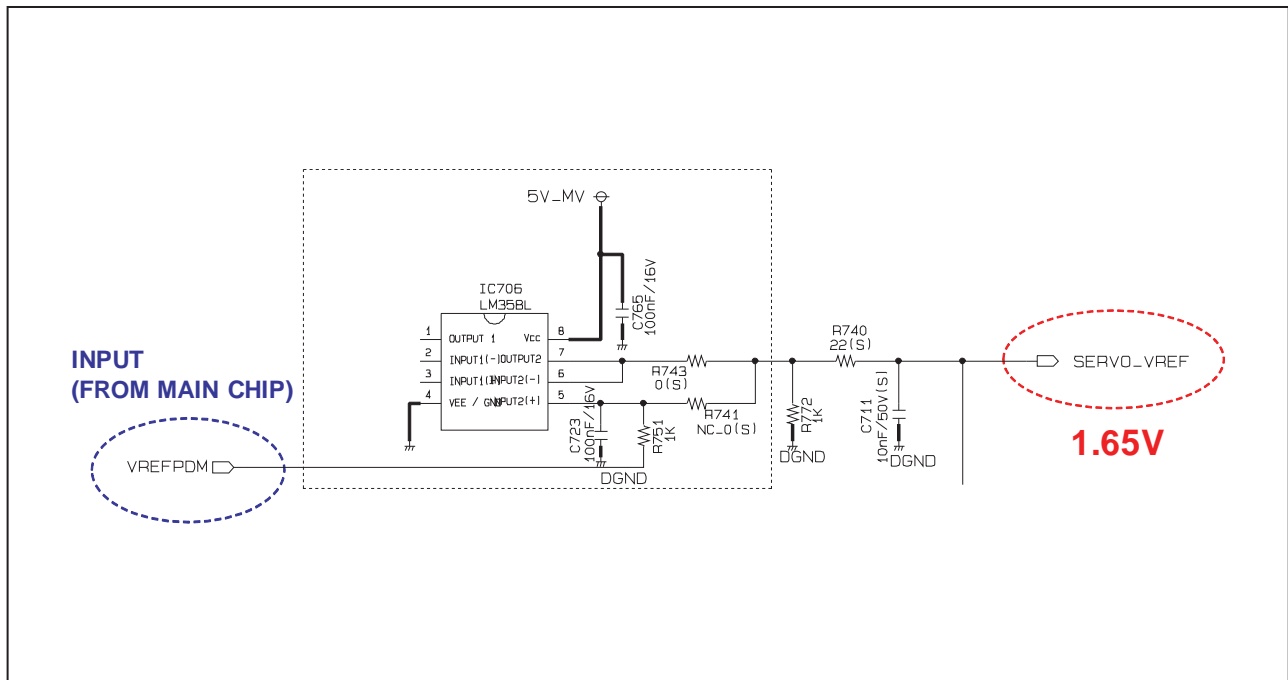 5V_MV
C765
100nF/16V
IC706
LM358L
1 OUTPUT 1 Vcc 8
2 INPUT1(-) OUTPUT2 7
3 INPUT1(+) INPUT2(-) 6
4 VEE / GND INPUT2(+) 5
R743
0(S)
R741
NC_0(S)
C723
100nF/16V
R751
1K
DGND
R740
22(S)
R772
1K
DGND
C711
10nF/50V(S)
DGND
INPUT
(FROM MAIN CHIP)
VREFPDM
SERVO_VREF
1.65V